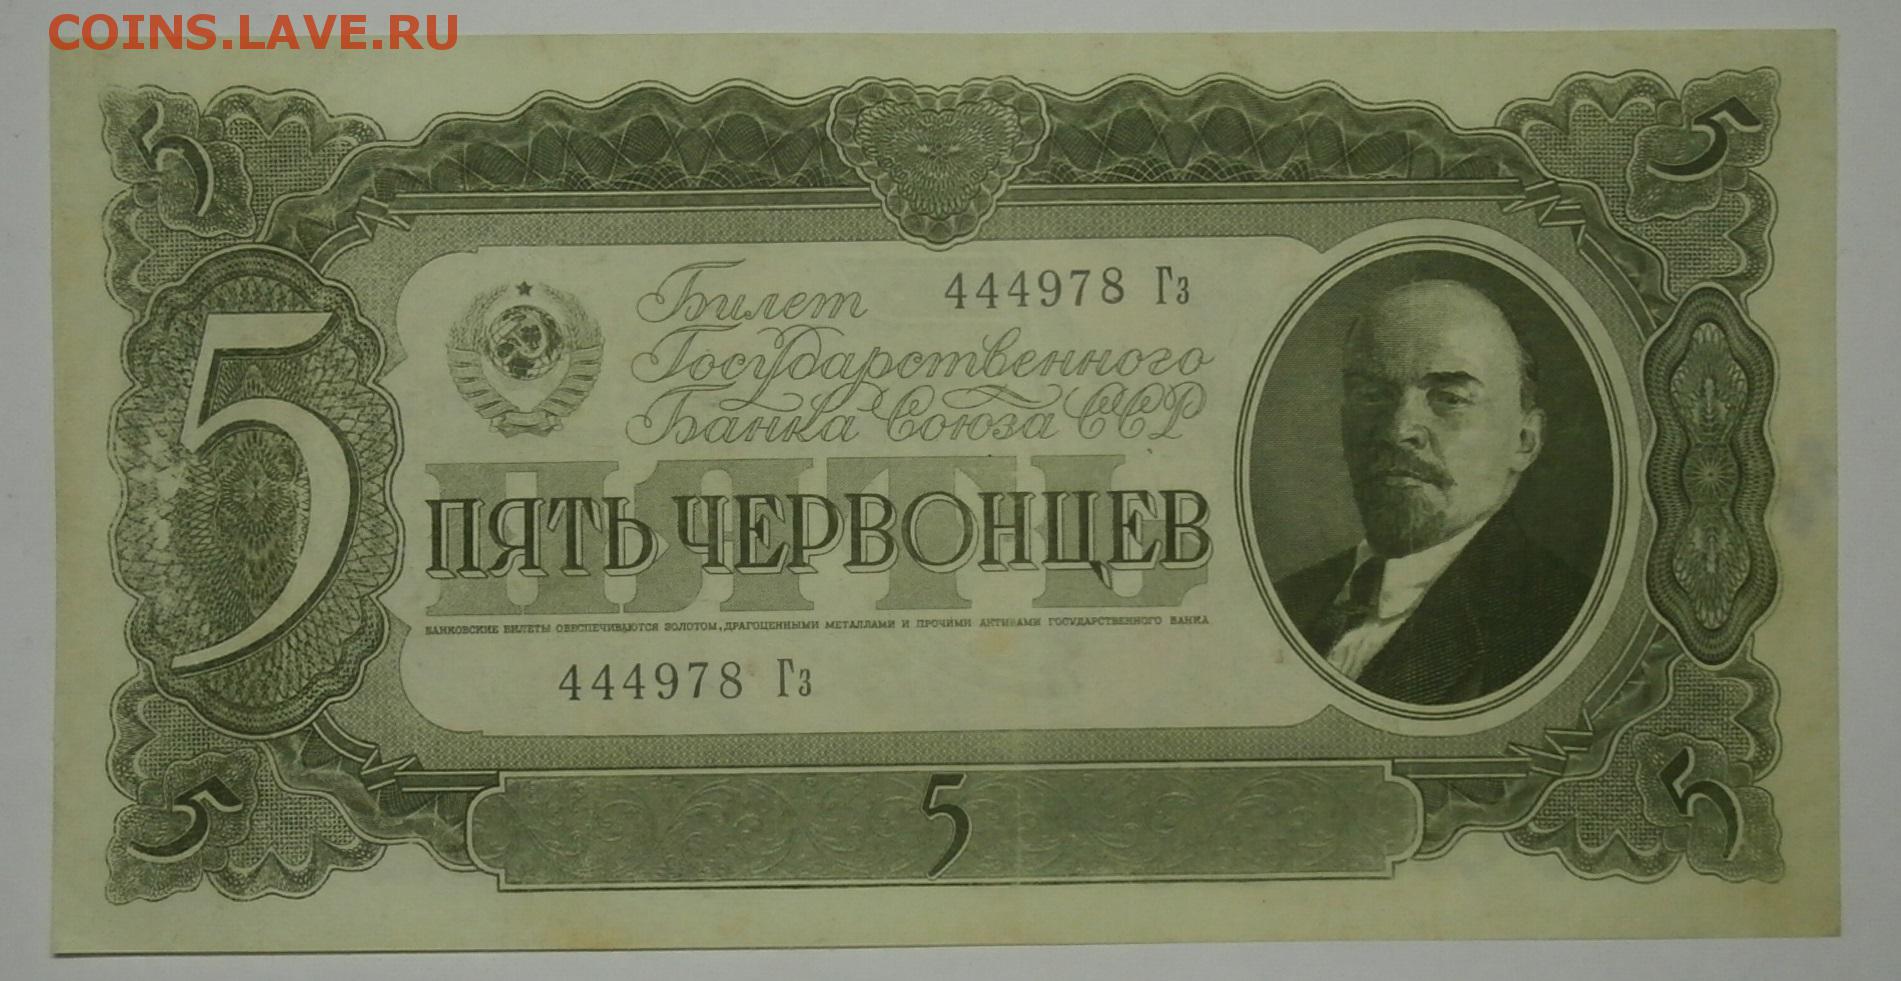 COINS.LAVE.RU
5 5
Билет 444978 Гз
Государственного
Банка Союза ССР
5
ПЯТЬ
ПЯТЬ ЧЕРВОНЦЕВ
БАНКОВСКИЕ БИЛЕТЫ ОБЕСПЕЧИВАЮТСЯ ЗОЛОТОМ, ДРАГОЦЕННЫМИ МЕТАЛЛАМИ И ПРОЧИМИ АКТИВАМИ ГОСУДАРСТВЕННОГО БАНКА
444978 Гз
5 5 5